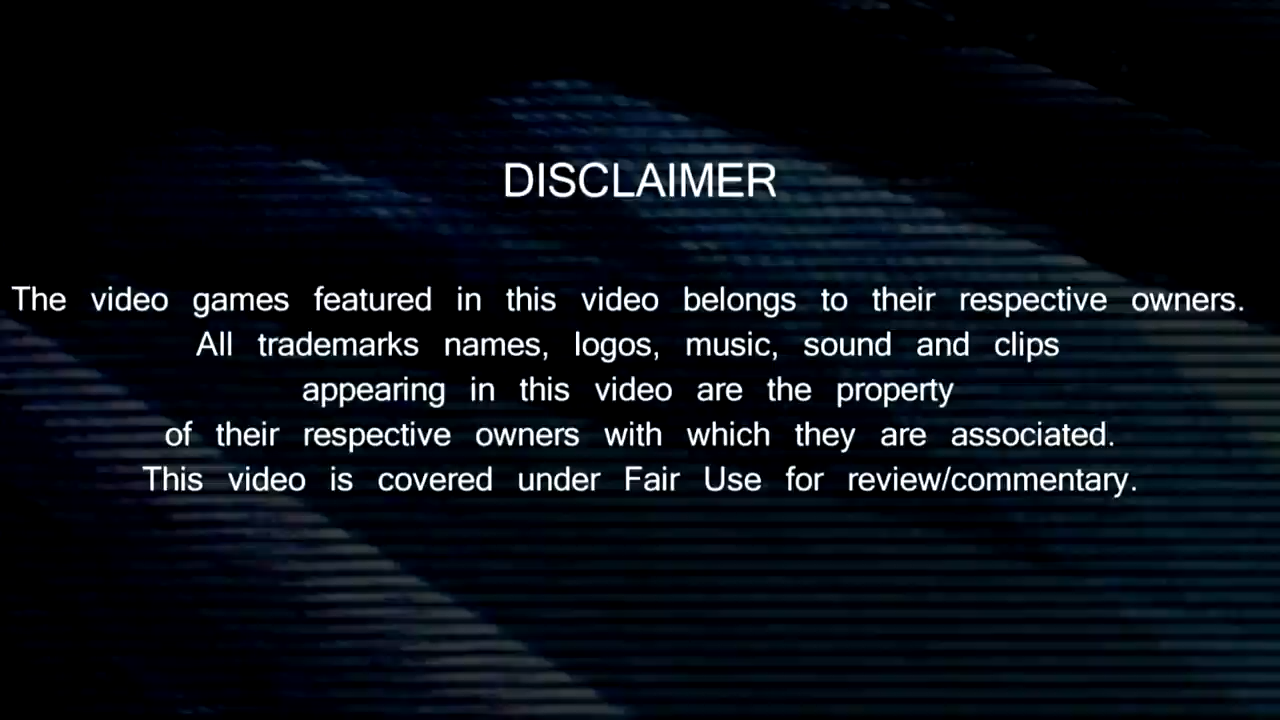 DISCLAIMER
The video games featured in this video belongs to their respective owners.
All trademarks names, logos, music, sound and clips
appearing in this video are the property
of their respective owners with which they are associated.
This video is covered under Fair Use for review/commentary.